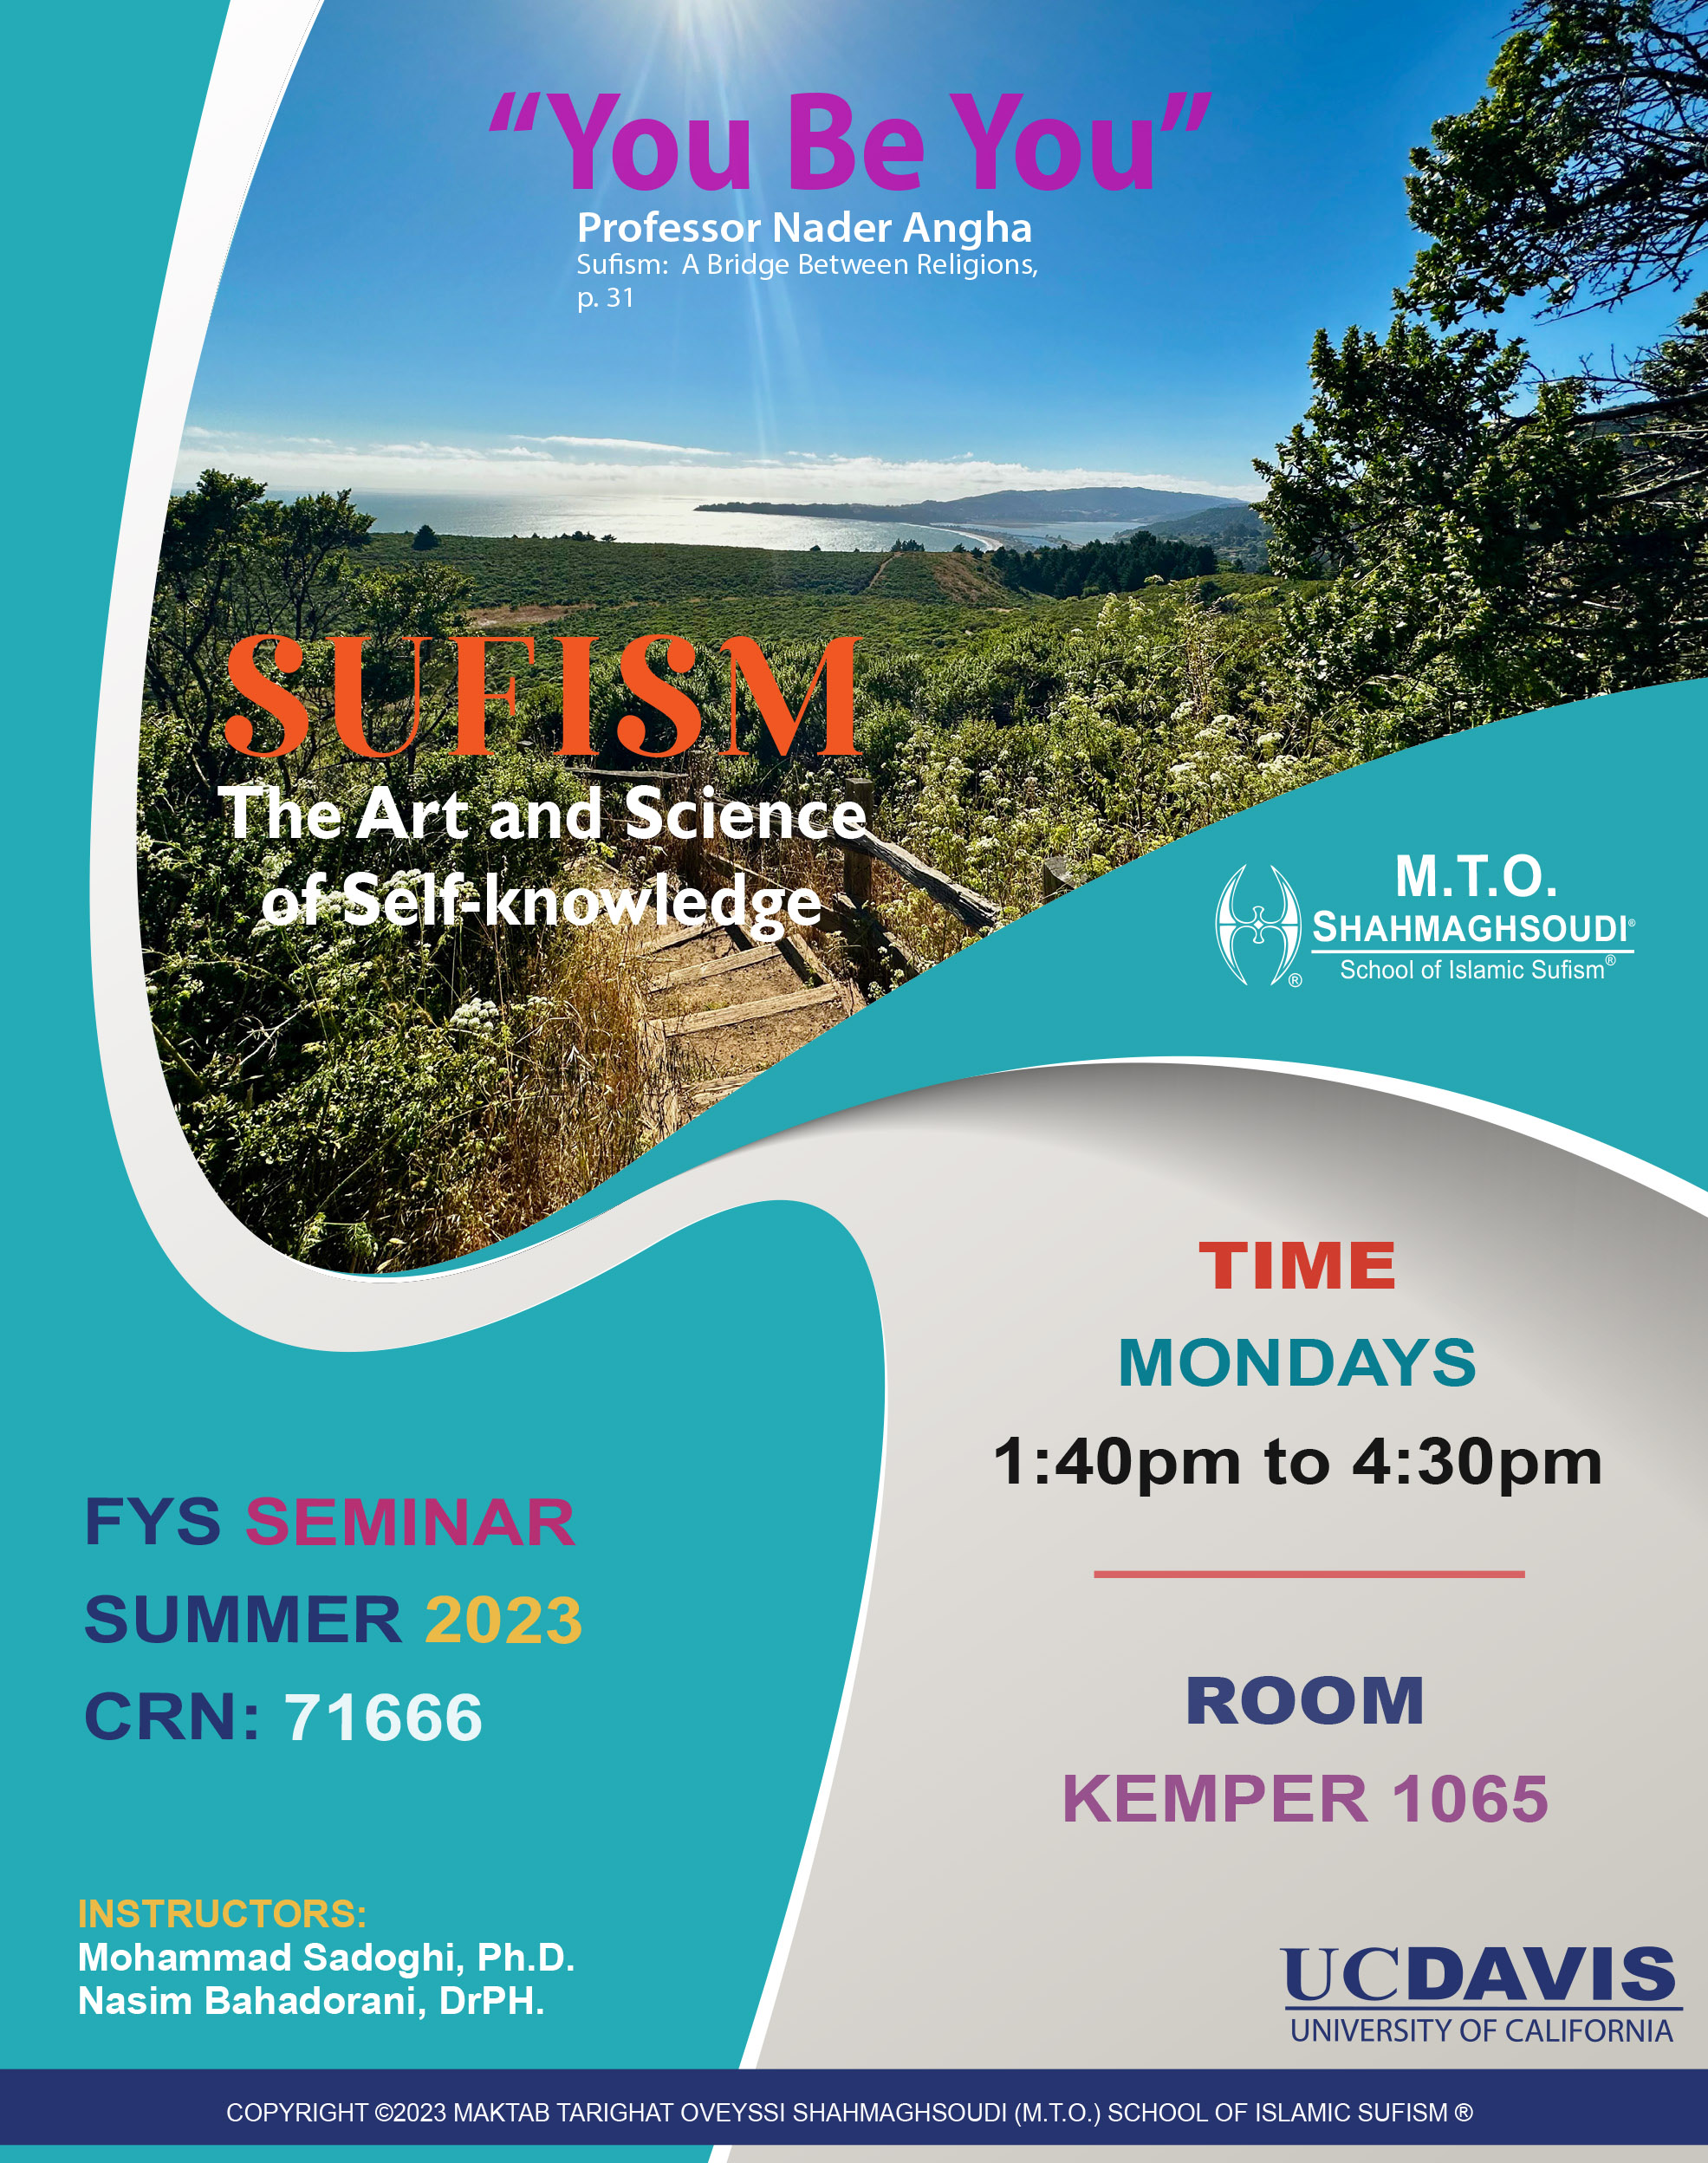 “You Be You”
Professor Nader Angha
Sufism: A Bridge Between Religions,
p. 31
SUFISM
The Art and Science
of Self-knowledge
M.T.O.
SHAHMAGHSOUDI®
School of Islamic Sufism®
®
TIME
MONDAYS
1:40pm to 4:30pm
ROOM
KEMPER 1065
FYS SEMINAR
SUMMER 2023
CRN: 71666
INSTRUCTORS:
Mohammad Sadoghi, Ph.D.
Nasim Bahadorani, DrPH.
UCDAVIS
UNIVERSITY OF CALIFORNIA
COPYRIGHT ©2023 MAKTAB TARIGHAT OVEYSSI SHAHMAGHSOUDI (M.T.O.) SCHOOL OF ISLAMIC SUFISM ®